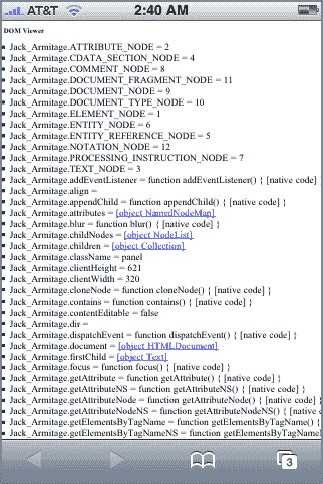 AT&T 2:40 AM
DOM Viewer
Jack_Armitage.ATTRIBUTE_NODE = 2
Jack_Armitage.CDATA_SECTION_NODE = 4
Jack_Armitage.COMMENT_NODE = 8
Jack_Armitage.DOCUMENT_FRAGMENT_NODE = 11
Jack_Armitage.DOCUMENT_NODE = 9
Jack_Armitage.DOCUMENT_TYPE_NODE = 10
Jack_Armitage.ELEMENT_NODE = 1
Jack_Armitage.ENTITY_NODE = 6
Jack_Armitage.ENTITY_REFERENCE_NODE = 5
Jack_Armitage.NOTATION_NODE = 12
Jack_Armitage.PROCESSING_INSTRUCTION_NODE = 7
Jack_Armitage.TEXT_NODE = 3
Jack_Armitage.addEventListener = function addEventListener() { [native code]
Jack_Armitage.align =
Jack_Armitage.appendChild = function appendChild() { [native code] }
Jack_Armitage.attributes = [object NamedNodeMap]
Jack_Armitage.blur = function blur() { [native code] }
Jack_Armitage.childNodes = [object NodeList]
Jack_Armitage.children = [object Collection]
Jack_Armitage.className = panel
Jack_Armitage.clientHeight = 621
Jack_Armitage.clientWidth = 320
Jack_Armitage.cloneNode = function cloneNode() { [native code] }
Jack_Armitage.contains = function contains() { [native code] }
Jack_Armitage.contentEditable = false
Jack_Armitage.dir =
Jack_Armitage.dispatchEvent = function dispatchEvent() { [native code] }
Jack_Armitage.document = [object HTMLDocument]
Jack_Armitage.firstChild = [object Text]
Jack_Armitage.focus = function focus() { [native code] }
Jack_Armitage.getAttribute = function getAttribute() { [native code] }
Jack_Armitage.getAttributeNS = function getAttributeNS() { [native code] }
Jack_Armitage.getAttributeNode = function getAttributeNode() { [native code]
Jack_Armitage.getAttributeNodeNS = function getAttributeNodeNS() { [native
Jack_Armitage.getElementsByTagName = function getElementsByTagName() {
Jack_Armitage.getElementsByTagNameNS = function getElementsByTagNameN
3